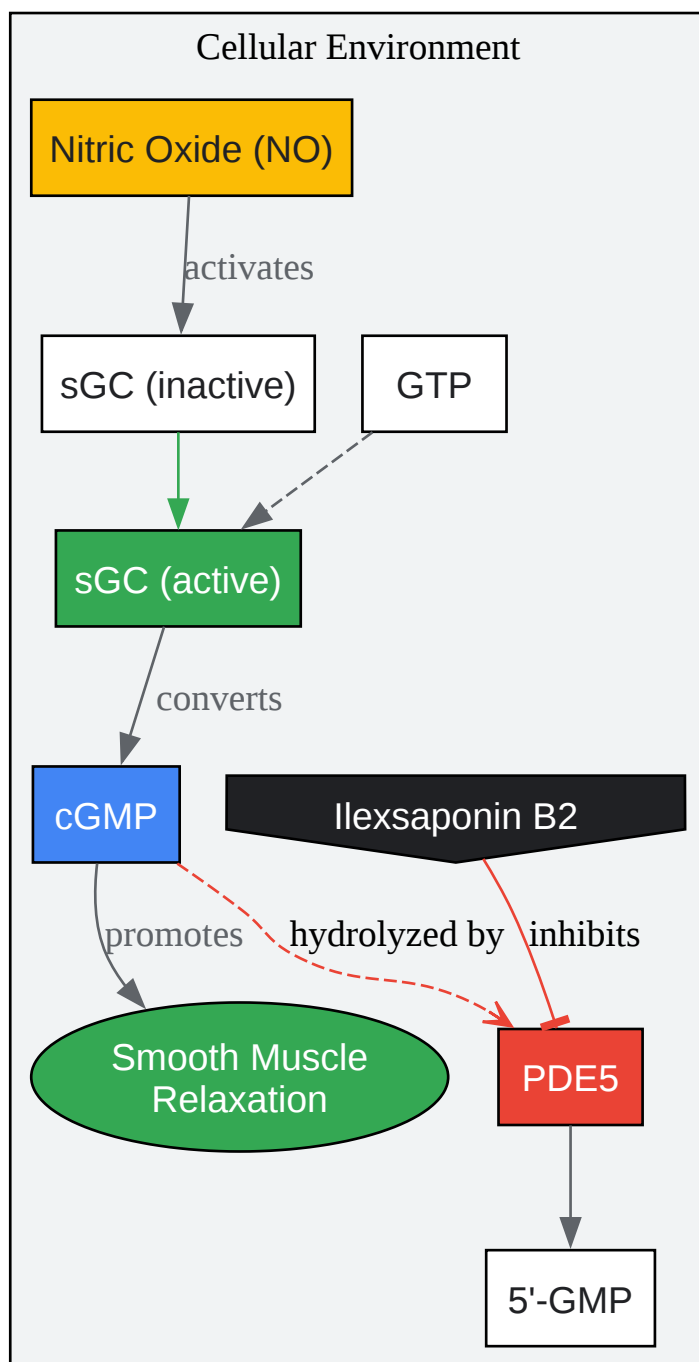 Cellular Environment
Nitric Oxide (NO)
activates
sGC (inactive)
GTP
sGC (active)
converts
cGMP
Ilexsaponin B2
promotes
hydrolyzed by
inhibits
Smooth Muscle
Relaxation
PDE5
5'-GMP